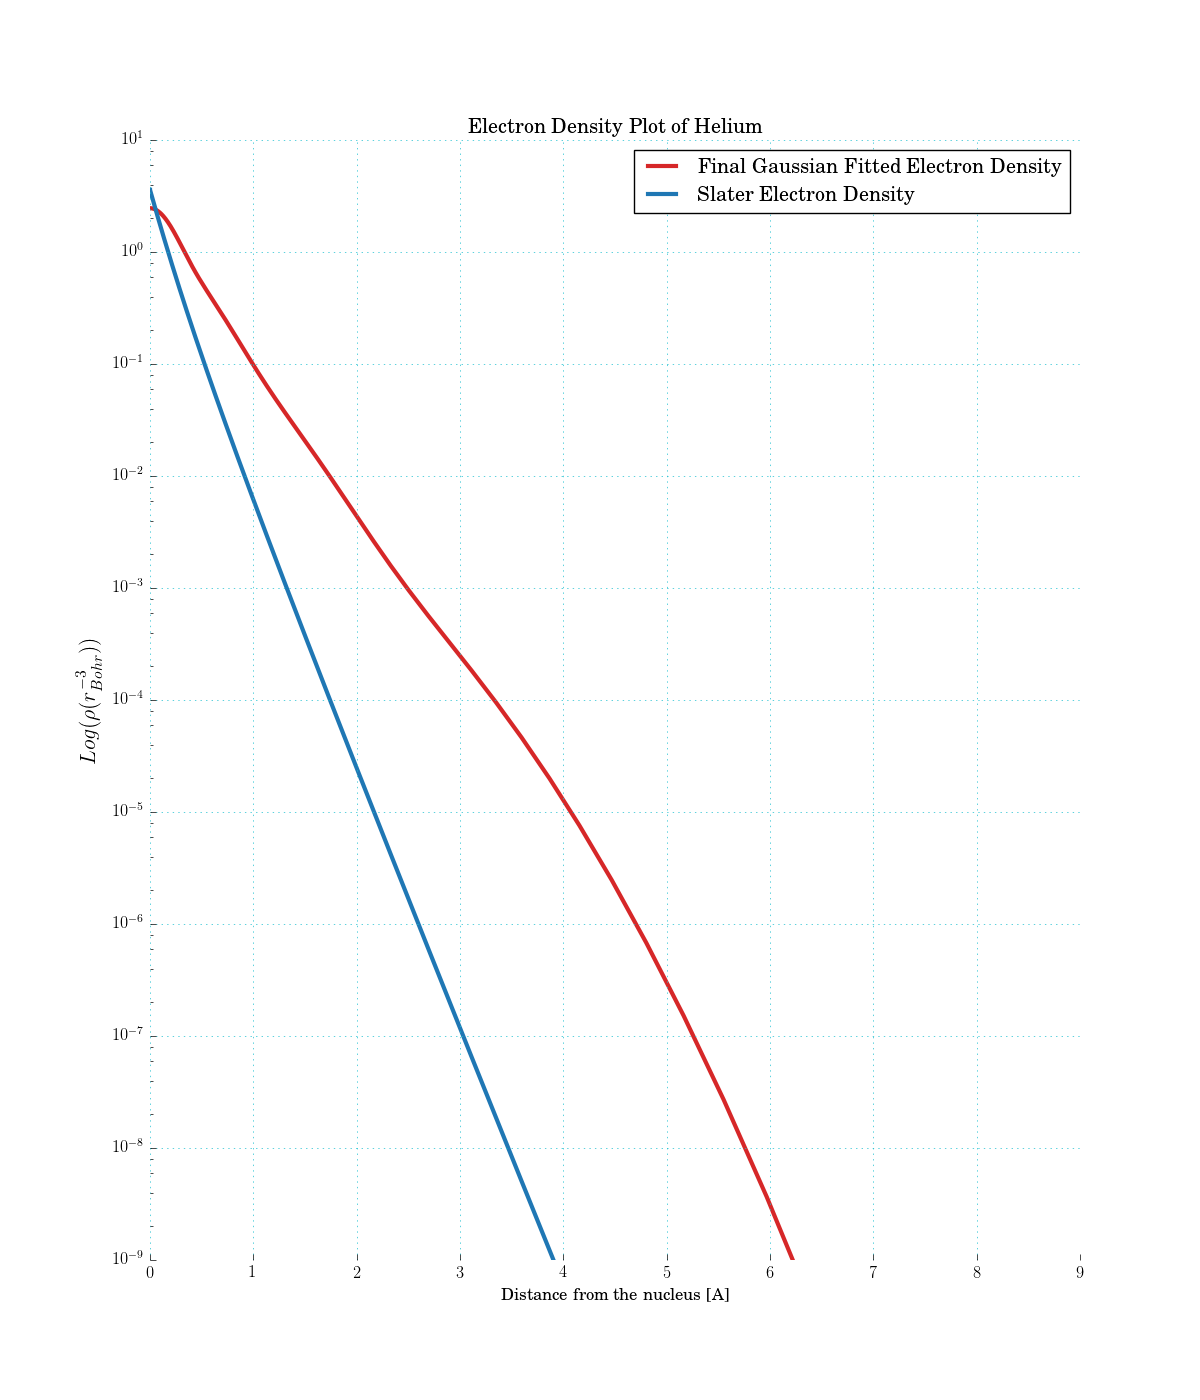 Electron Density Plot of Helium
Final Gaussian Fitted Electron Density
Slater Electron Density
10^1
10^0
10^−1
10^−2
10^−3
10^−4
10^−5
10^−6
10^−7
10^−8
10^−9
Log(ρ(r_{Bohr}^{−3}))
0 1 2 3 4 5 6 7 8 9
Distance from the nucleus [A]